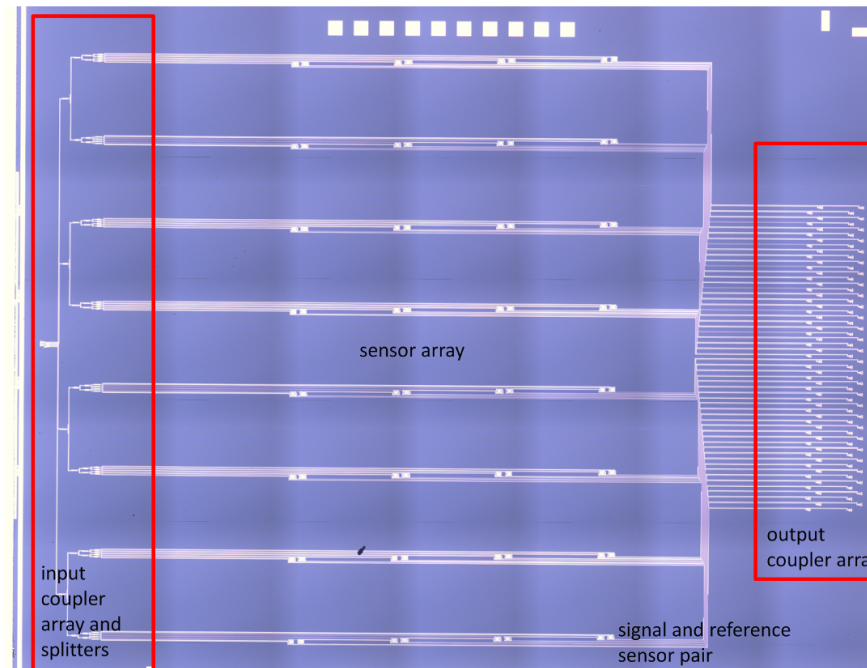 sensor array
input
coupler
array and
splitters
output
coupler arra
signal and reference
sensor pair